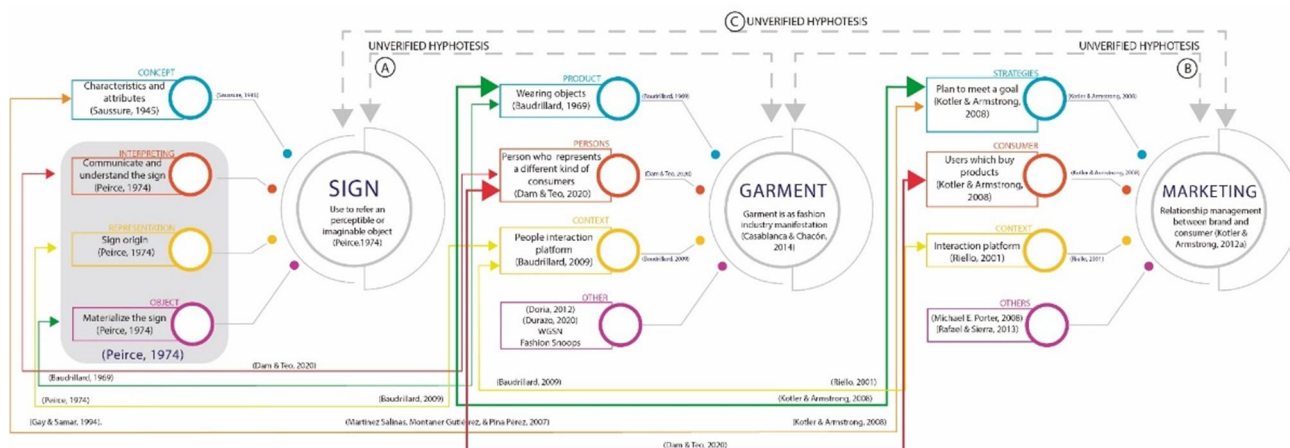 C UNVERIFIED HYPHOTESIS
UNVERIFIED HYPHOTESIS
A
UNVERIFIED HYPHOTESIS
B
CONCEPT
Characteristics and
attributes
(Saussure, 1945)
(Saussure, 1945)
INTERPRETING
Communicate and
understand the sign
(Peirce, 1974)
REPRESENTATION
Sign origin
(Peirce, 1974)
OBJECT
Materialize the sign
(Peirce, 1974)
(Peirce, 1974)
SIGN
Use to refer an
perceptible or
imaginable object
(Peirce,1974)
PRODUCT
Wearing objects
(Baudrillard, 1969)
(Baudrillard, 1969)
PERSONS
Person who represents
a different kind of
consumers
(Dam & Teo, 2020)
(Dam & Teo, 2020)
CONTEXT
People interaction
platform
(Baudrillard, 2009)
(Baudrillard, 2009)
OTHER
(Doria, 2012)
(Durazo, 2020)
WGSN
Fashion Snoops
GARMENT
Garment is as fashion
industry manifestation
(Casablanca & Chacón,
2014)
STRATEGIES
Plan to meet a goal
(Kotler & Armstrong,
2008)
(Kotler & Armstrong, 2008)
CONSUMER
Users which buy
products
(Kotler & Armstrong,
2008)
(Kotler & Armstrong, 2008)
CONTEXT
Interaction platform
(Riello, 2001)
(Riello, 2001)
OTHERS
(Michael E. Porter, 2008)
(Rafael & Sierra, 2013)
MARKETING
Relationship management
between brand and
consumer (Kotler &
Armstrong, 2012a)
(Dam & Teo, 2020)
(Baudrillard, 1969)
(Baudrillard, 2009)
(Riello, 2001)
(Peirce, 1974)
(Baudrillard, 2009)
(Kotler & Armstrong, 2008)
(Gay & Samar, 1994).
(Martínez Salinas, Montaner Gutiérrez, & Pina Pérez, 2007)
(Kotler & Armstrong, 2008)
(Dam & Teo, 2020)